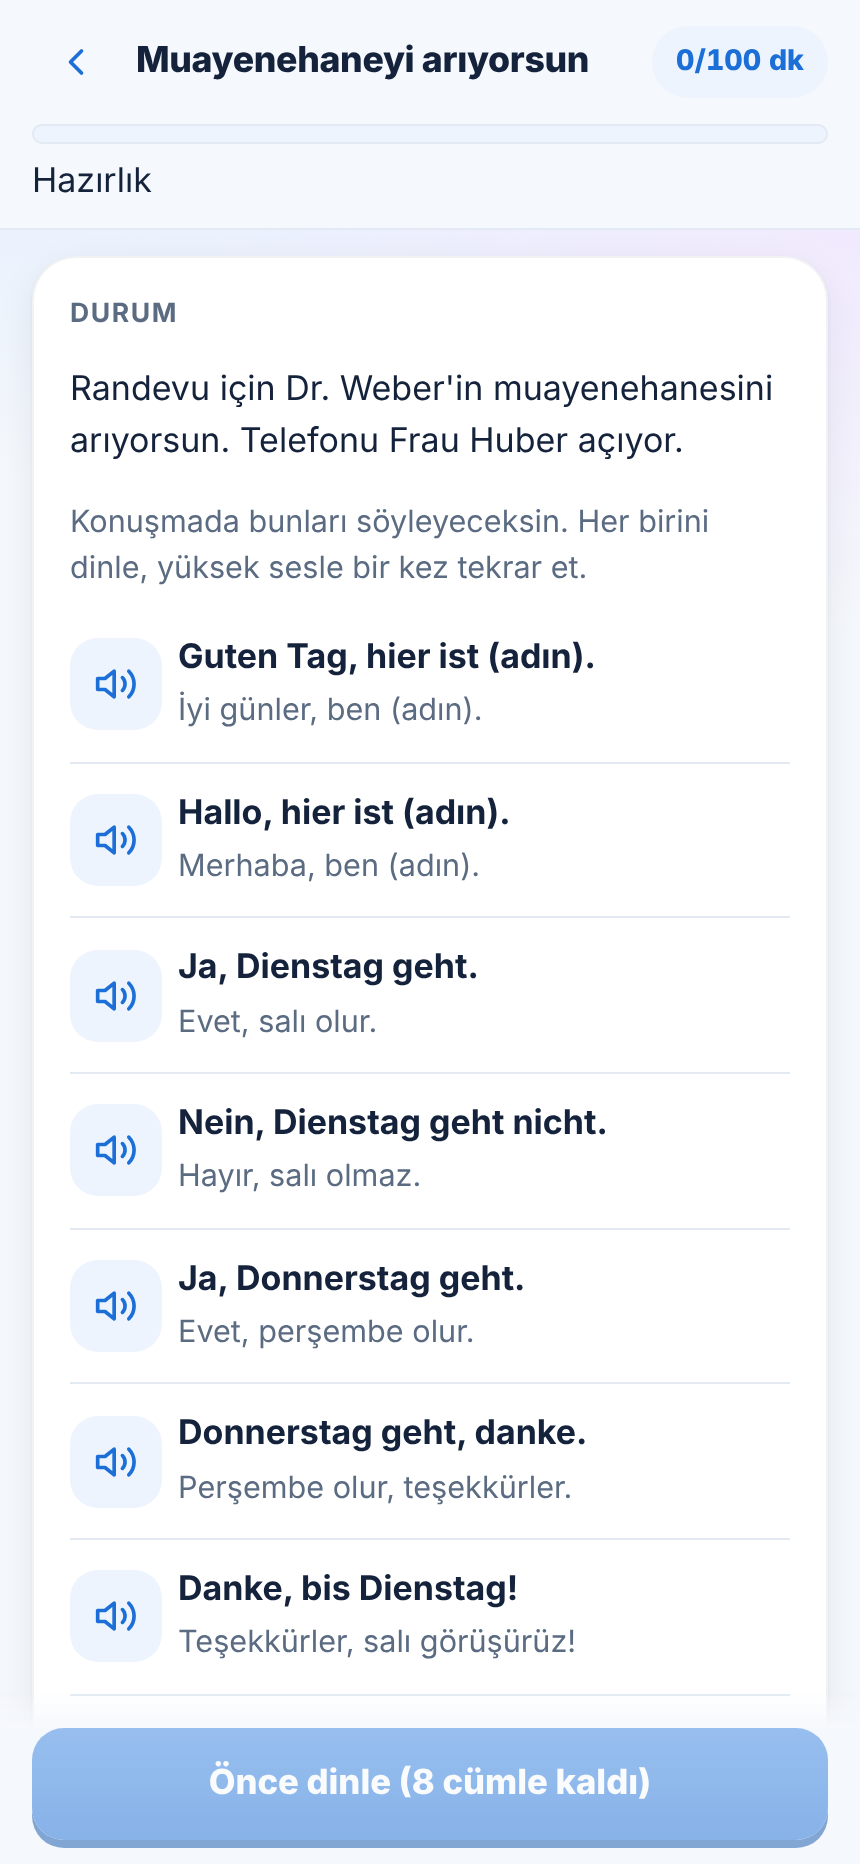 Muayenehaneyi arıyorsun
0/100 dk
Hazırlık
DURUM
Randevu için Dr. Weber'in muayenehanesini
arıyorsun. Telefonu Frau Huber açıyor.
Konuşmada bunları söyleyeceksin. Her birini
dinle, yüksek sesle bir kez tekrar et.
Guten Tag, hier ist (adın).
İyi günler, ben (adın).
Hallo, hier ist (adın).
Merhaba, ben (adın).
Ja, Dienstag geht.
Evet, salı olur.
Nein, Dienstag geht nicht.
Hayır, salı olmaz.
Ja, Donnerstag geht.
Evet, perşembe olur.
Donnerstag geht, danke.
Perşembe olur, teşekkürler.
Danke, bis Dienstag!
Teşekkürler, salı görüşürüz!
Önce dinle (8 cümle kaldı)